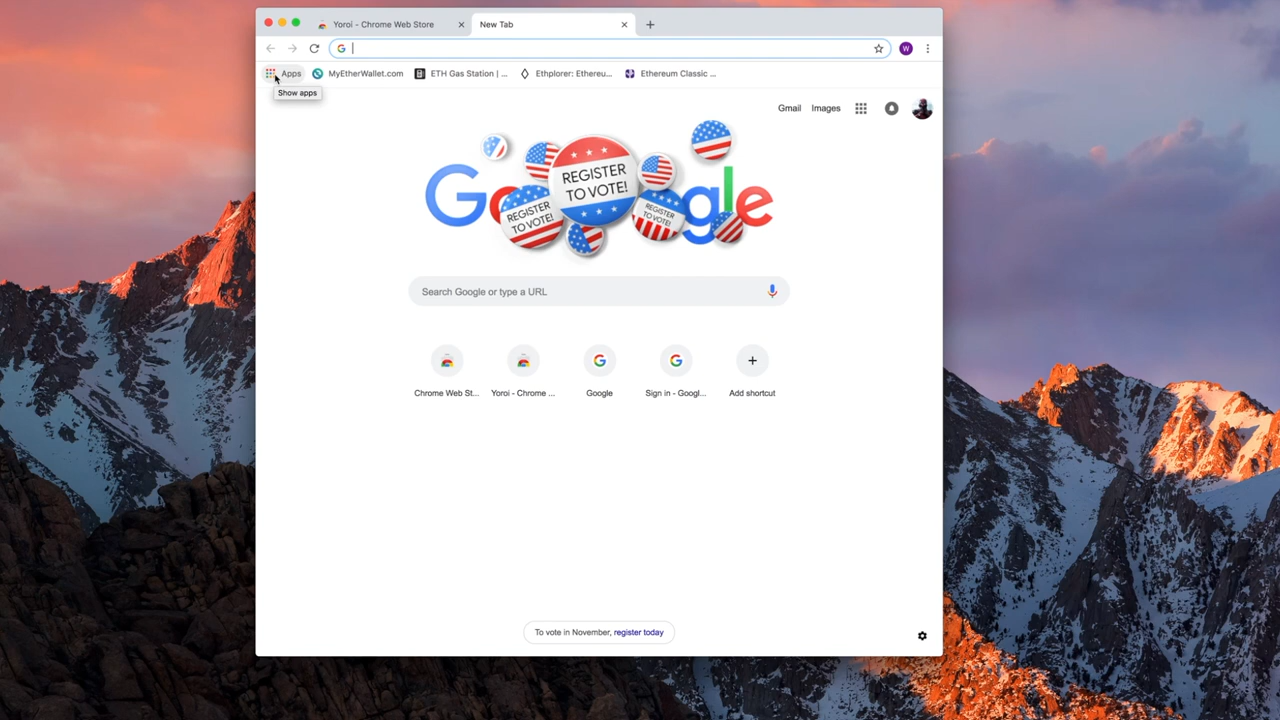 Yoroi - Chrome Web Store
New Tab
Apps
MyEtherWallet.com
ETH Gas Station | ...
Ethplorer: Ethereu...
Ethereum Classic ...
W
Show apps
Gmail
Images
Google
REGISTER
TO VOTE!
REGISTER
TO VOTE!
REGISTER
TO VOTE!
Search Google or type a URL
Chrome Web St...
Yoroi - Chrome ...
Google
Sign in - Googl...
Add shortcut
To vote in November, register today